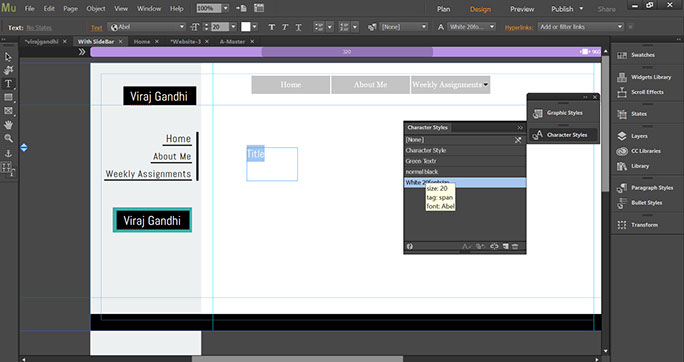 Mu File Edit Page Object View Window Help 100% Plan Design Preview Publish Share
Text: No States Text Abel 20 [None] White 20fo... Hyperlinks: Add or filter links
*virajgandhi × With SideBar × Home × *Website-3 × A-Master ×
320 960
Viraj Gandhi
Home About Me Weekly Assignments
Home
About Me
Weekly Assignments
Viraj Gandhi
Title
Character Styles
[None]
Character Style
Green Textr
normal black
size: 20
tag: span
font: Abel
Graphic Styles
Character Styles
Swatches
Widgets Library
Scroll Effects
States
Layers
CC Libraries
Library
Paragraph Styles
Bullet Styles
Transform